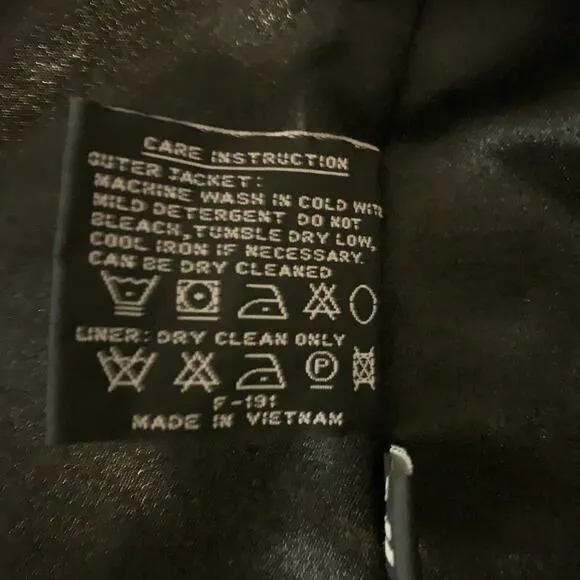 CARE INSTRUCTION
OUTER JACKET:
MACHINE WASH IN COLD WITH
MILD DETERGENT DO NOT
BLEACH, TUMBLE DRY LOW,
COOL IRON IF NECESSARY.
CAN BE DRY CLEANED
LINER: DRY CLEAN ONLY
P
F-191
MADE IN VIETNAM